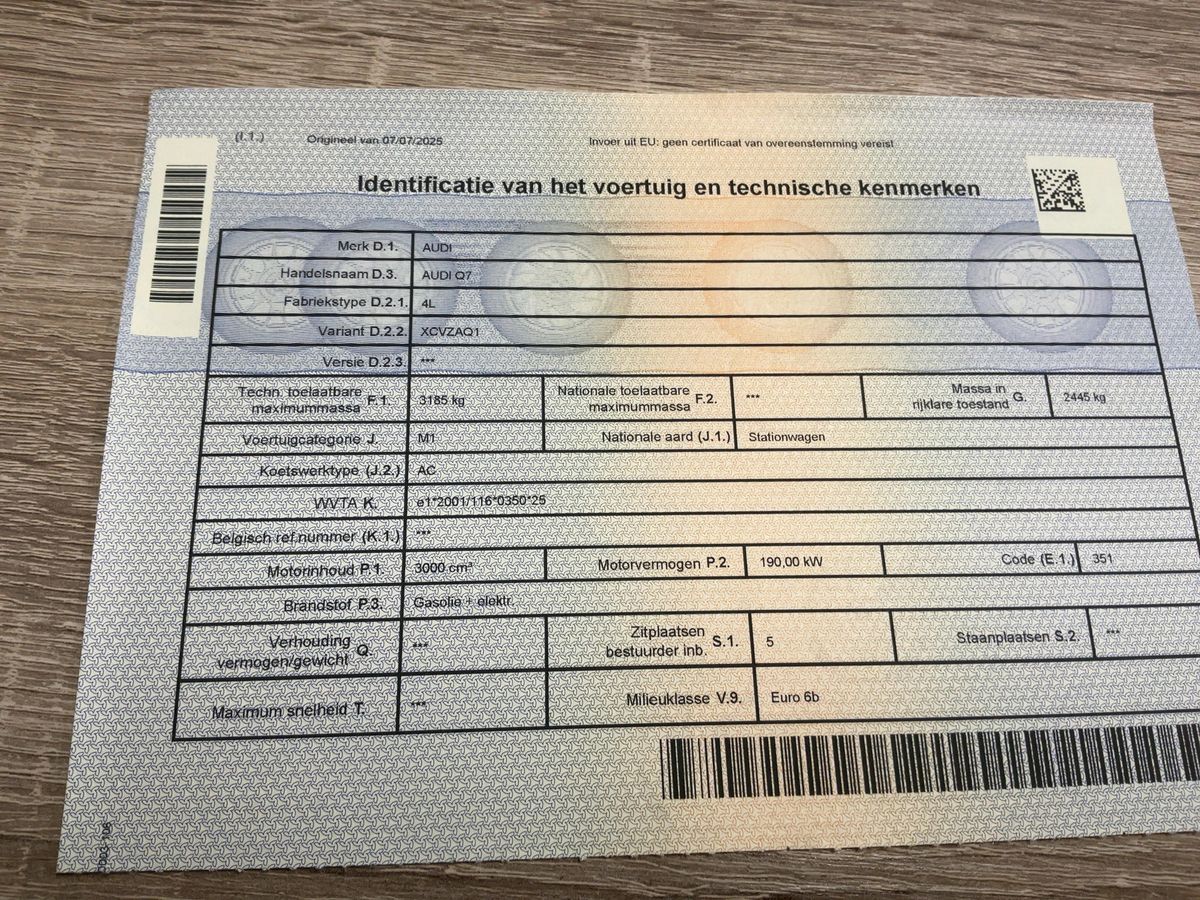 (I.1.) Origineel van 07/07/2025 Invoer uit EU: geen certificaat van overeenstemming vereist
Identificatie van het voertuig en technische kenmerken
Merk D.1. AUDI
Handelsnaam D.3. AUDI Q7
Fabriekstype D.2.1. 4L
Variant D.2.2. XCVZAQ1
Versie D.2.3. ***
Techn. toelaatbare maximummassa F.1. 3185 kg Nationale toelaatbare maximummassa F.2. *** Massa in rijklare toestand G. 2445 kg
Voertuigcategorie J. M1 Nationale aard (J.1.) Stationwagen
Koetswerktype (J.2.) AC
WVTA K. e1*2001/116*0350*25
Belgisch ref.nummer (K.1.) ***
Motorinhoud P.1. 3000 cm³ Motorvermogen P.2. 190,00 kW Code (E.1.) 351
Brandstof P.3. Gasolie + elektr.
Verhouding vermogen/gewicht Q. *** Zitplaatsen bestuurder inb. S.1. 5 Staanplaatsen S.2. ***
Maximum snelheid T. *** Milieuklasse V.9. Euro 6b